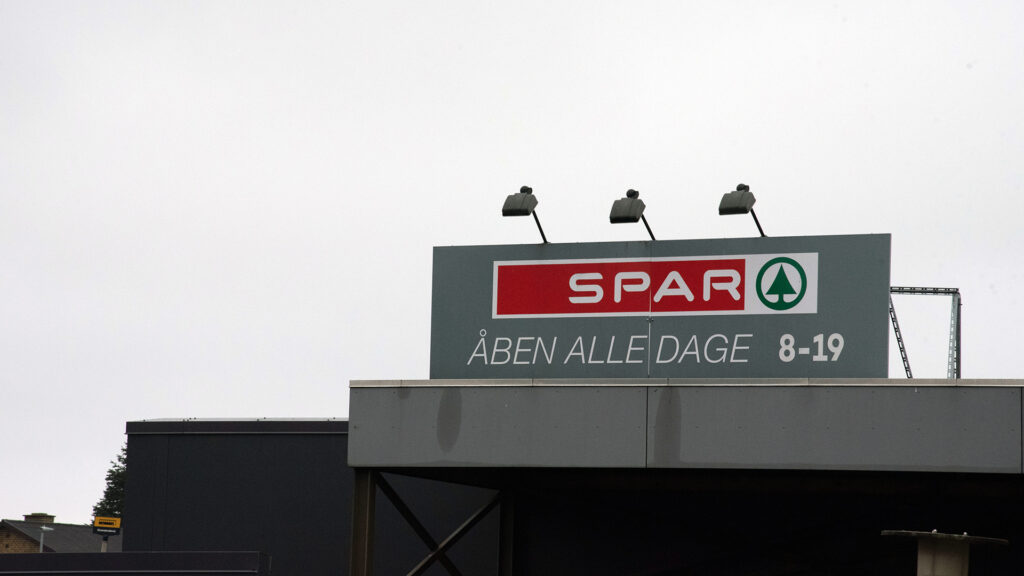 SPAR
ÅBEN ALLE DAGE 8-19